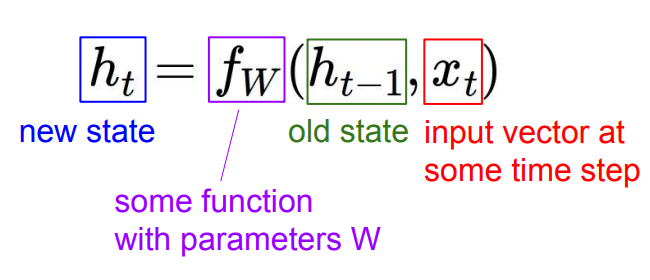 h_t = f_W(h_{t-1}, x_t)
new state
old state
input vector at
some time step
some function
with parameters W